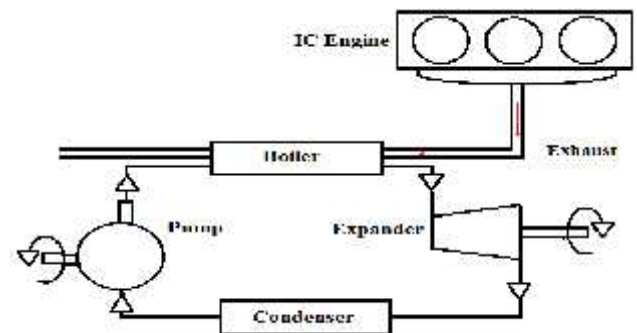 IC Engine
Boiler
Exhaust
Pump
Expander
Condenser